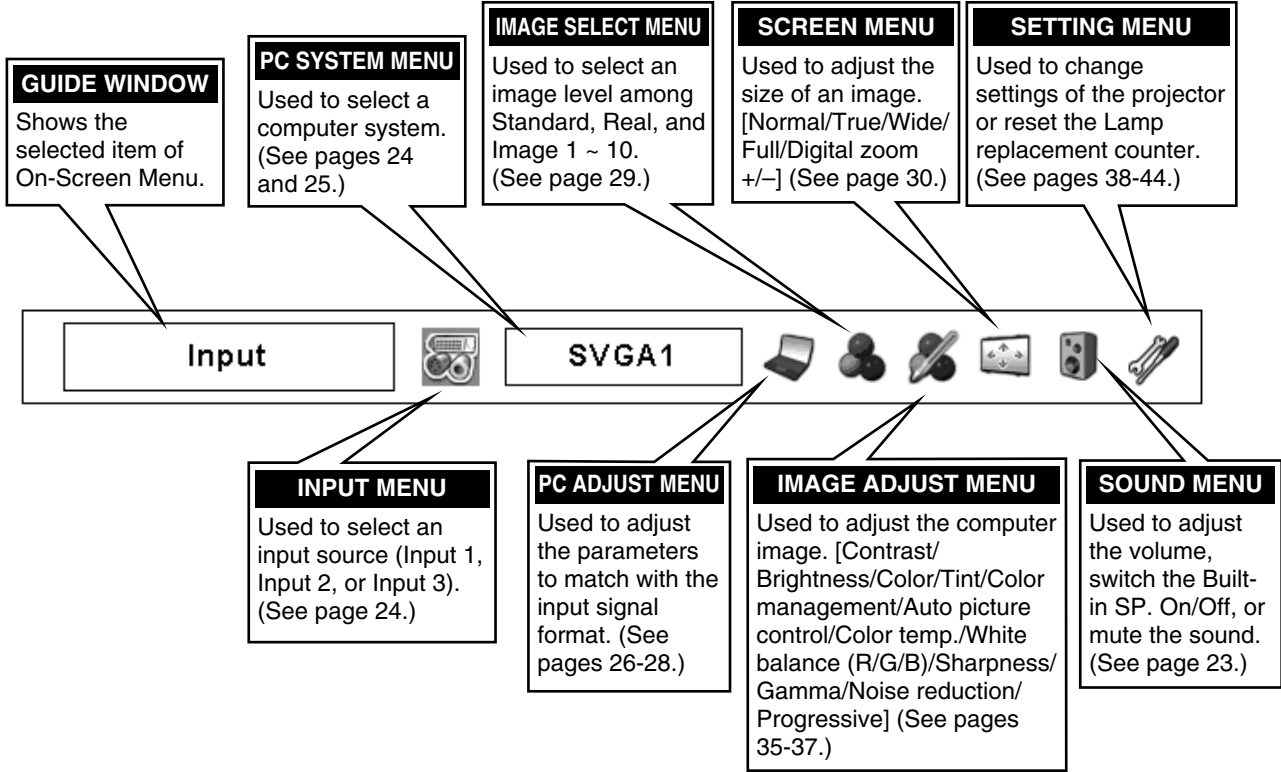 GUIDE WINDOW
Shows the
selected item of
On-Screen Menu.
PC SYSTEM MENU
Used to select a
computer system.
(See pages 24
and 25.)
IMAGE SELECT MENU
Used to select an
image level among
Standard, Real, and
Image 1 ~ 10.
(See page 29.)
SCREEN MENU
Used to adjust the
size of an image.
[Normal/True/Wide/
Full/Digital zoom
+/–] (See page 30.)
SETTING MENU
Used to change
settings of the projector
or reset the Lamp
replacement counter.
(See pages 38-44.)
Input
SVGA1
INPUT MENU
Used to select an
input source (Input 1,
Input 2, or Input 3).
(See page 24.)
PC ADJUST MENU
Used to adjust
the parameters
to match with the
input signal
format. (See
pages 26-28.)
IMAGE ADJUST MENU
Used to adjust the computer
image. [Contrast/
Brightness/Color/Tint/Color
management/Auto picture
control/Color temp./White
balance (R/G/B)/Sharpness/
Gamma/Noise reduction/
Progressive] (See pages
35-37.)
SOUND MENU
Used to adjust
the volume,
switch the Built-
in SP. On/Off, or
mute the sound.
(See page 23.)